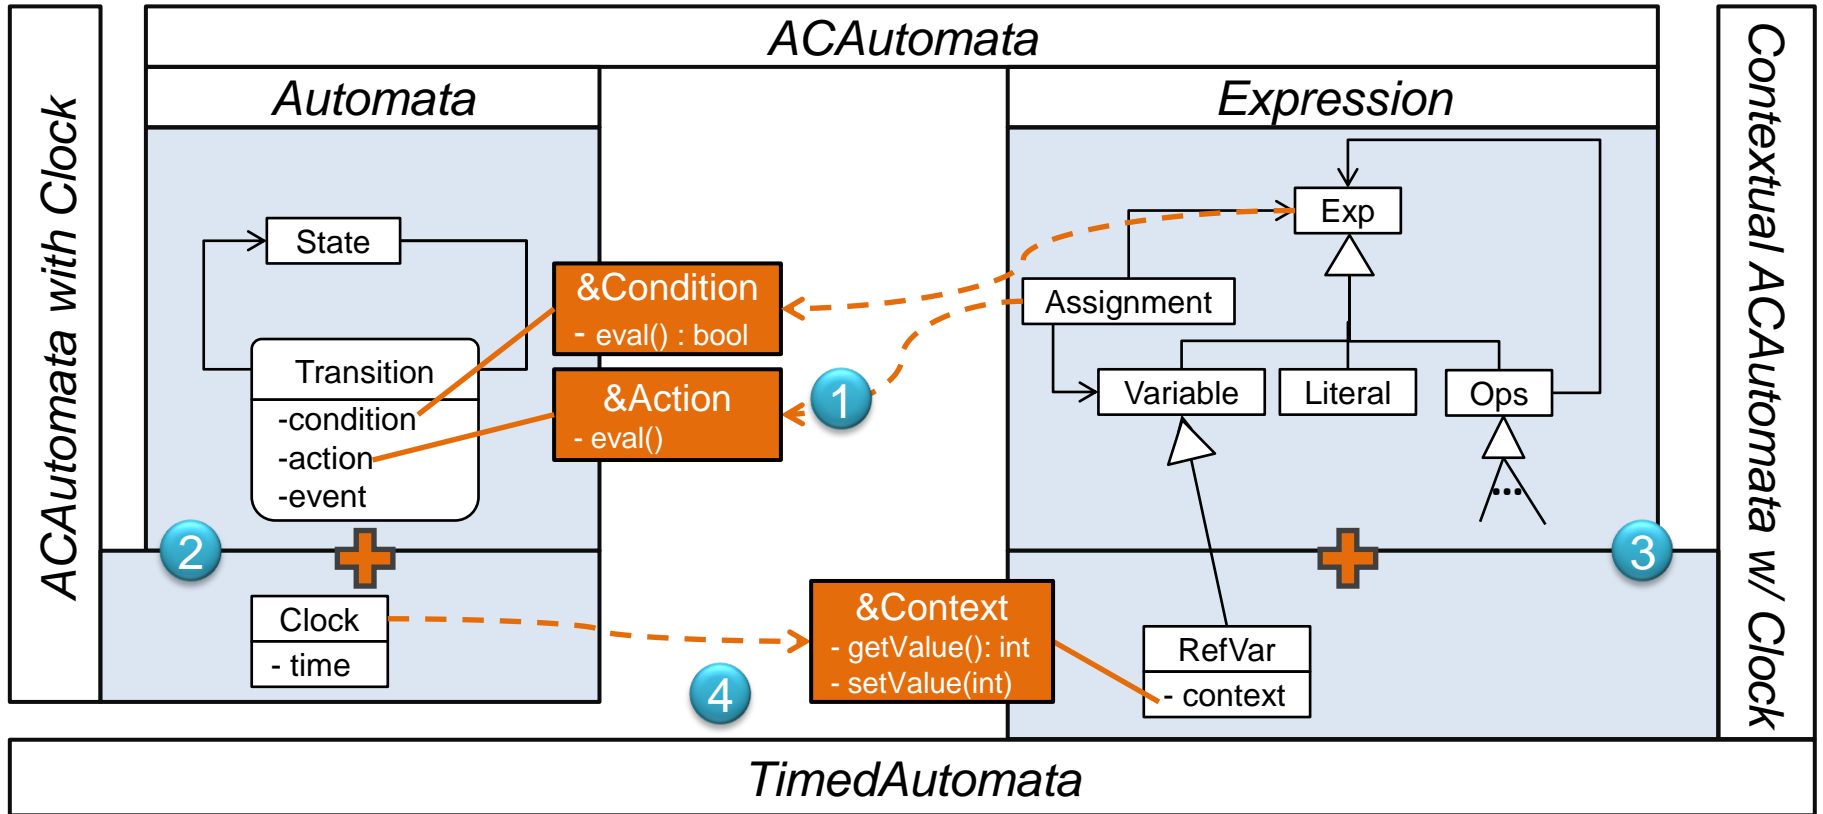 ACAutomata
ACAutomata with Clock
Automata
Expression
Contextual ACAutomata w/ Clock
State
Transition
-condition
-action
-event
&Condition
- eval() : bool
&Action
- eval()
1
Exp
Assignment
Variable
Literal
Ops
...
2
3
Clock
- time
&Context
- getValue(): int
- setValue(int)
4
RefVar
- context
TimedAutomata